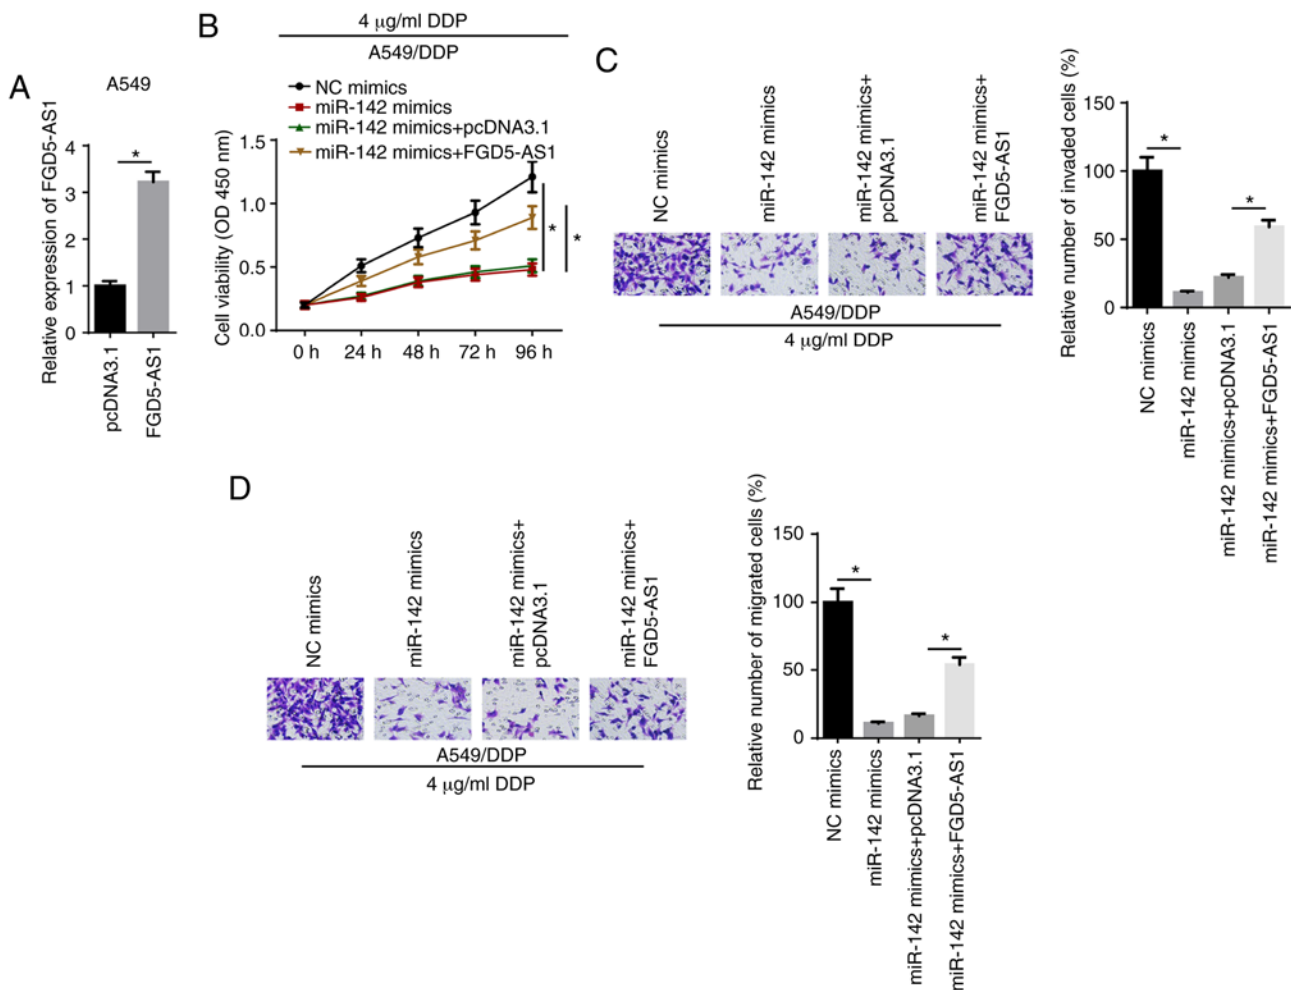 A
A549
Relative expression of FGD5-AS1
4
3
2
1
0
*
pcDNA3.1
FGD5-AS1
B
4 μg/ml DDP
A549/DDP
NC mimics
miR-142 mimics
miR-142 mimics+pcDNA3.1
miR-142 mimics+FGD5-AS1
Cell viability (OD 450 nm)
1.5
1.0
0.5
0.0
*
*
0 h
24 h
48 h
72 h
96 h
C
NC mimics
miR-142 mimics
miR-142 mimics+
pcDNA3.1
miR-142 mimics+
FGD5-AS1
A549/DDP
4 μg/ml DDP
Relative number of invaded cells (%)
150
100
50
0
*
*
NC mimics
miR-142 mimics
miR-142 mimics+pcDNA3.1
miR-142 mimics+FGD5-AS1
D
NC mimics
miR-142 mimics
miR-142 mimics+
pcDNA3.1
miR-142 mimics+
FGD5-AS1
A549/DDP
4 μg/ml DDP
Relative number of migrated cells (%)
150
100
50
0
*
*
NC mimics
miR-142 mimics
miR-142 mimics+pcDNA3.1
miR-142 mimics+FGD5-AS1